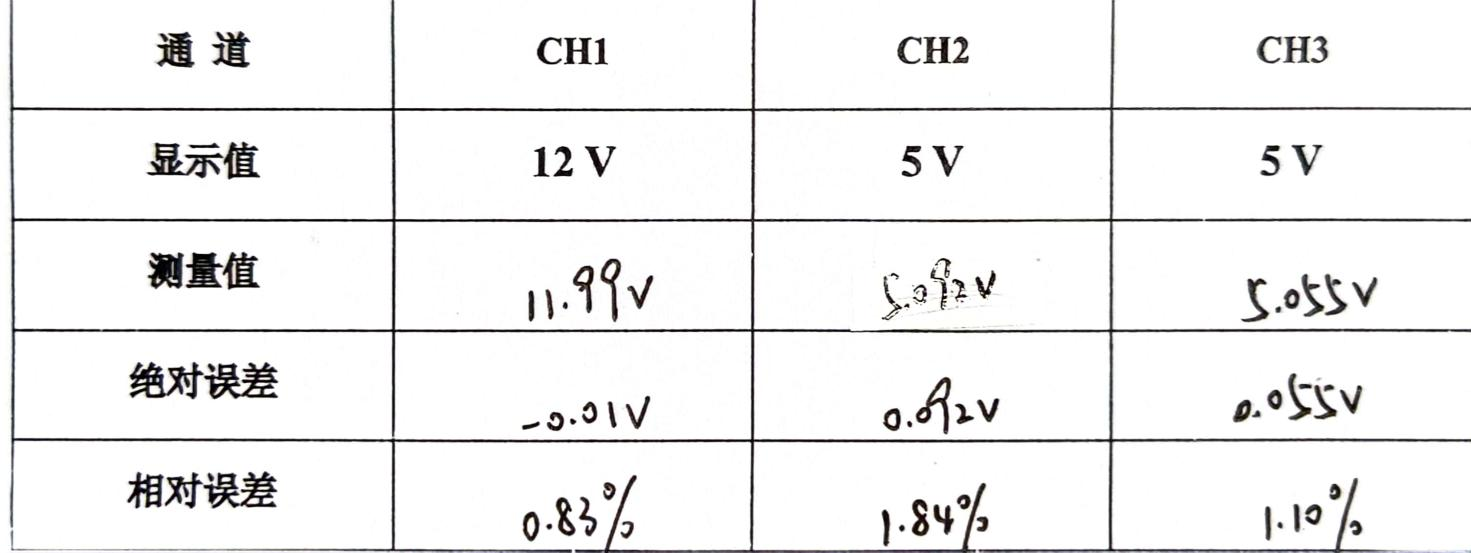 通 道 CH1 CH2 CH3
显示值 12 V 5 V 5 V
测量值 11.99V 5.092V 5.055V
绝对误差 -0.01V 0.092V 0.055V
相对误差 0.83% 1.84% 1.10%